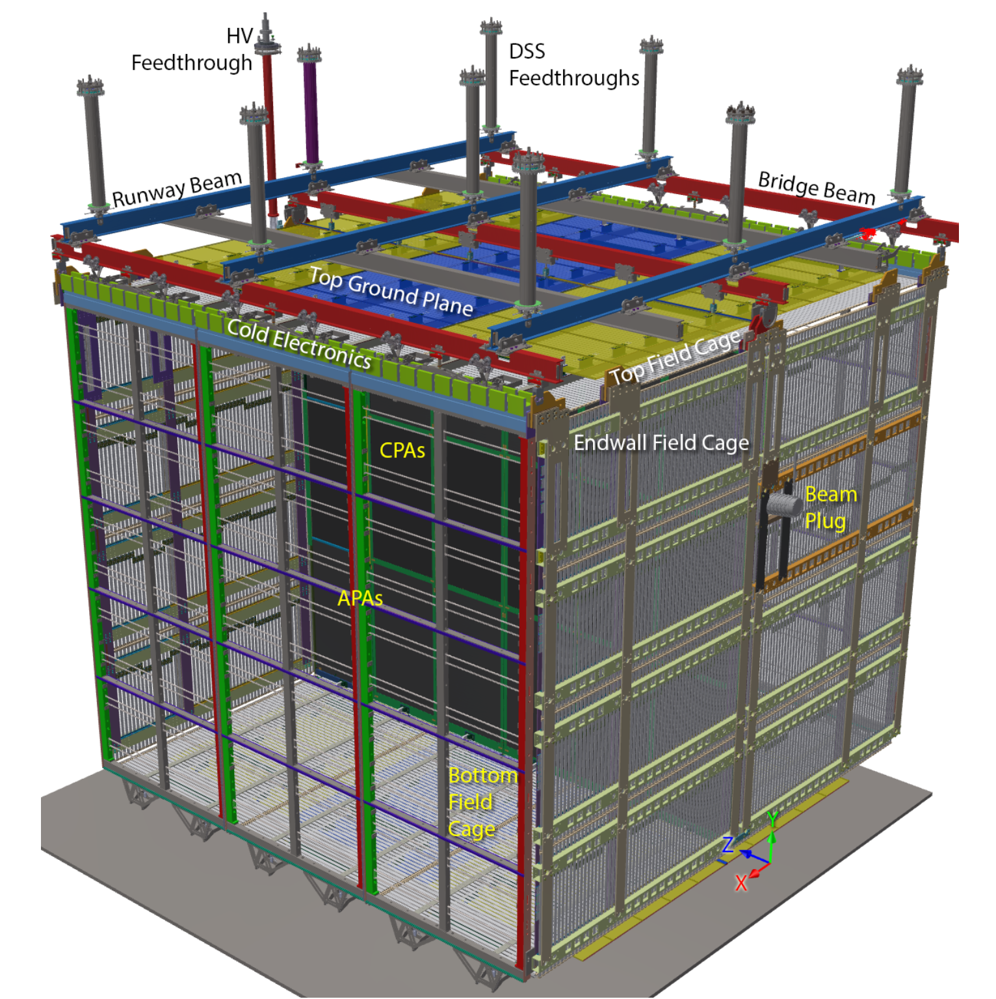 HV
Feedthrough
DSS
Feedthroughs
Runway Beam
Bridge Beam
Top Ground Plane
Cold Electronics
Top Field Cage
CPAs
Endwall Field Cage
Beam
Plug
APAs
Bottom
Field
Cage
Y
Z
X